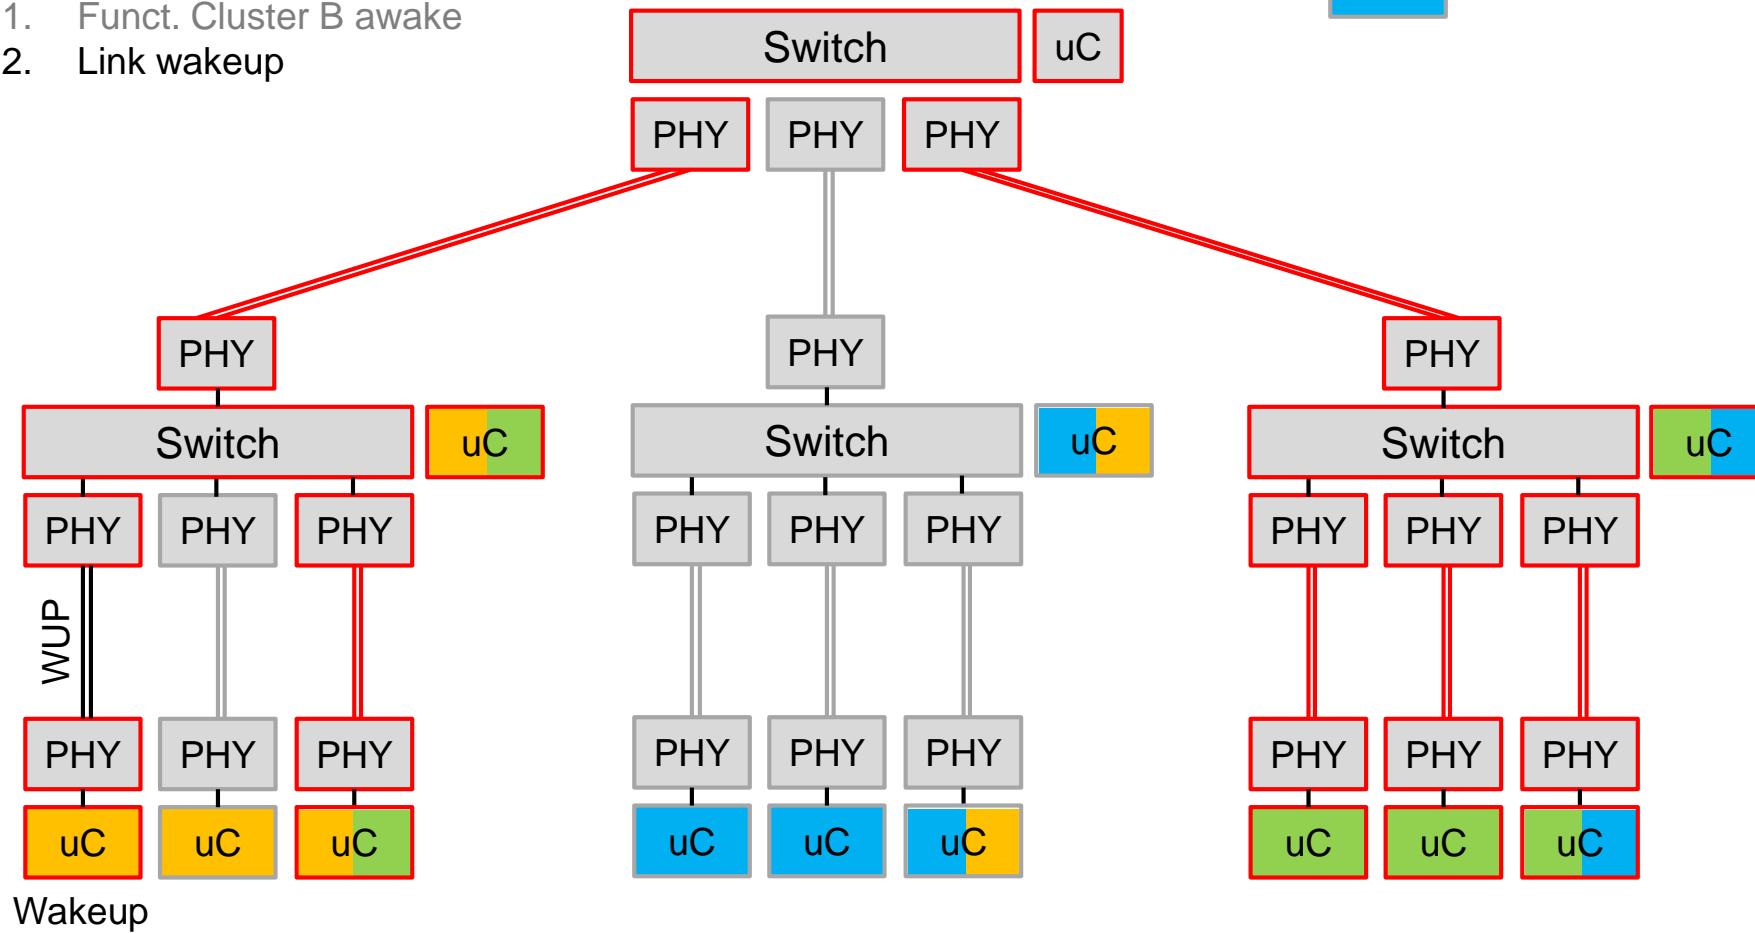 1. Funct. Cluster B awake
2. Link wakeup
Switch uC
PHY PHY PHY
PHY PHY PHY
Switch uC Switch uC Switch uC
PHY PHY PHY PHY PHY PHY PHY PHY PHY
WUP
PHY PHY PHY PHY PHY PHY PHY PHY PHY
uC uC uC uC uC uC uC uC uC
Wakeup